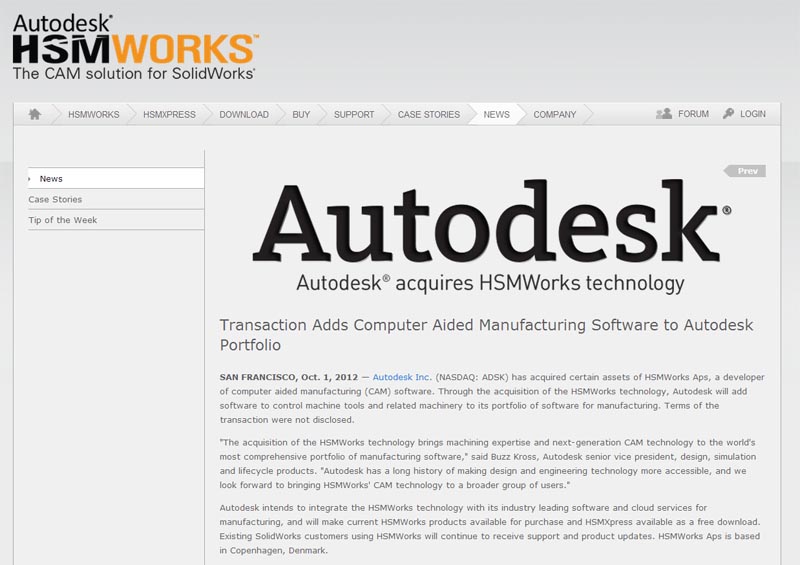 Autodesk®
HSMWORKS™
The CAM solution for SolidWorks®
HSMWORKS HSMXPRESS DOWNLOAD BUY SUPPORT CASE STORIES NEWS COMPANY FORUM LOGIN
News
Case Stories
Tip of the Week
Prev
Autodesk®
Autodesk® acquires HSMWorks technology
Transaction Adds Computer Aided Manufacturing Software to Autodesk
Portfolio
SAN FRANCISCO, Oct. 1, 2012 — Autodesk Inc. (NASDAQ: ADSK) has acquired certain assets of HSMWorks Aps, a developer
of computer aided manufacturing (CAM) software. Through the acquisition of the HSMWorks technology, Autodesk will add
software to control machine tools and related machinery to its portfolio of software for manufacturing. Terms of the
transaction were not disclosed.
"The acquisition of the HSMWorks technology brings machining expertise and next-generation CAM technology to the world's
most comprehensive portfolio of manufacturing software," said Buzz Kross, Autodesk senior vice president, design, simulation
and lifecycle products. "Autodesk has a long history of making design and engineering technology more accessible, and we
look forward to bringing HSMWorks' CAM technology to a broader group of users."
Autodesk intends to integrate the HSMWorks technology with its industry leading software and cloud services for
manufacturing, and will make current HSMWorks products available for purchase and HSMXpress available as a free download.
Existing SolidWorks customers using HSMWorks will continue to receive support and product updates. HSMWorks Aps is based
in Copenhagen, Denmark.